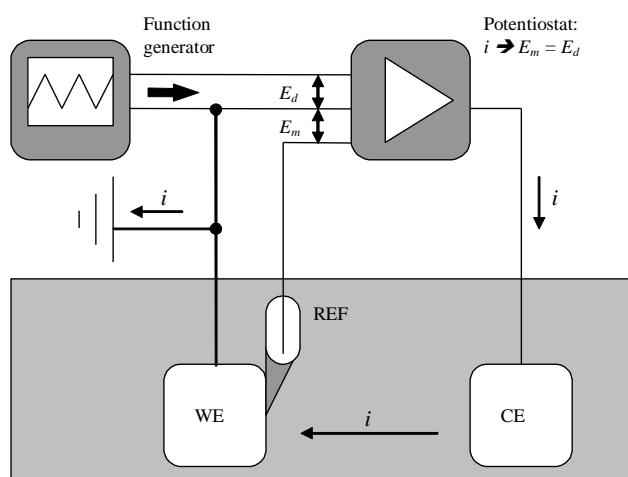 Function
generator
Potentiostat:
i ➔ Em = Ed
Ed
Em
i
i
REF
WE
CE
i